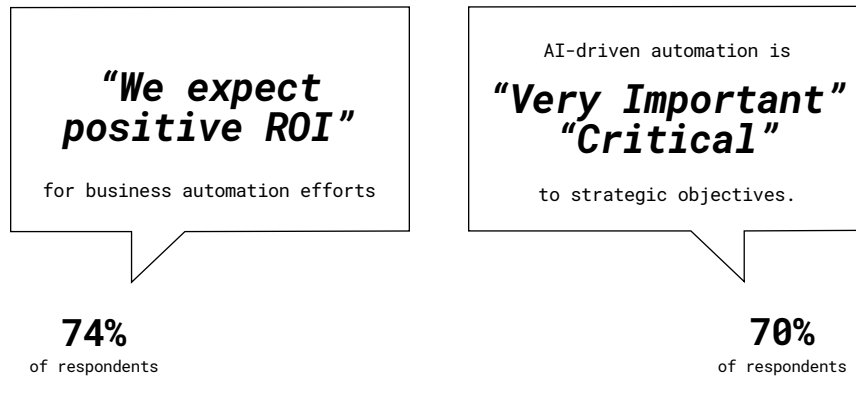 “We expect
positive ROI”
for business automation efforts
74%
of respondents
AI-driven automation is
“Very Important”
“Critical”
to strategic objectives.
70%
of respondents